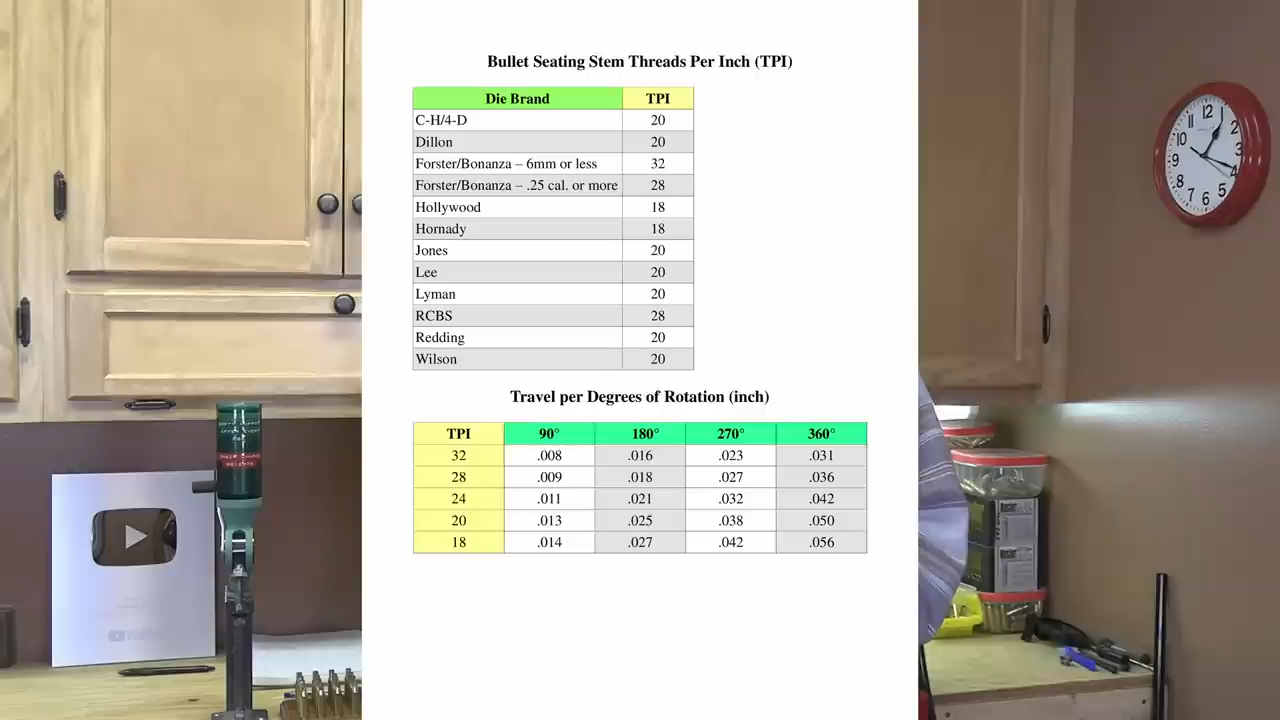 Bullet Seating Stem Threads Per Inch (TPI)
Die Brand TPI
C-H/4-D 20
Dillon 20
Forster/Bonanza – 6mm or less 32
Forster/Bonanza – .25 cal. or more 28
Hollywood 18
Hornady 18
Jones 20
Lee 20
Lyman 20
RCBS 28
Redding 20
Wilson 20
Travel per Degrees of Rotation (inch)
TPI 90° 180° 270° 360°
32 .008 .016 .023 .031
28 .009 .018 .027 .036
24 .011 .021 .032 .042
20 .013 .025 .038 .050
18 .014 .027 .042 .056
12
11
1
10
2
9
3
8
4
7
5
6